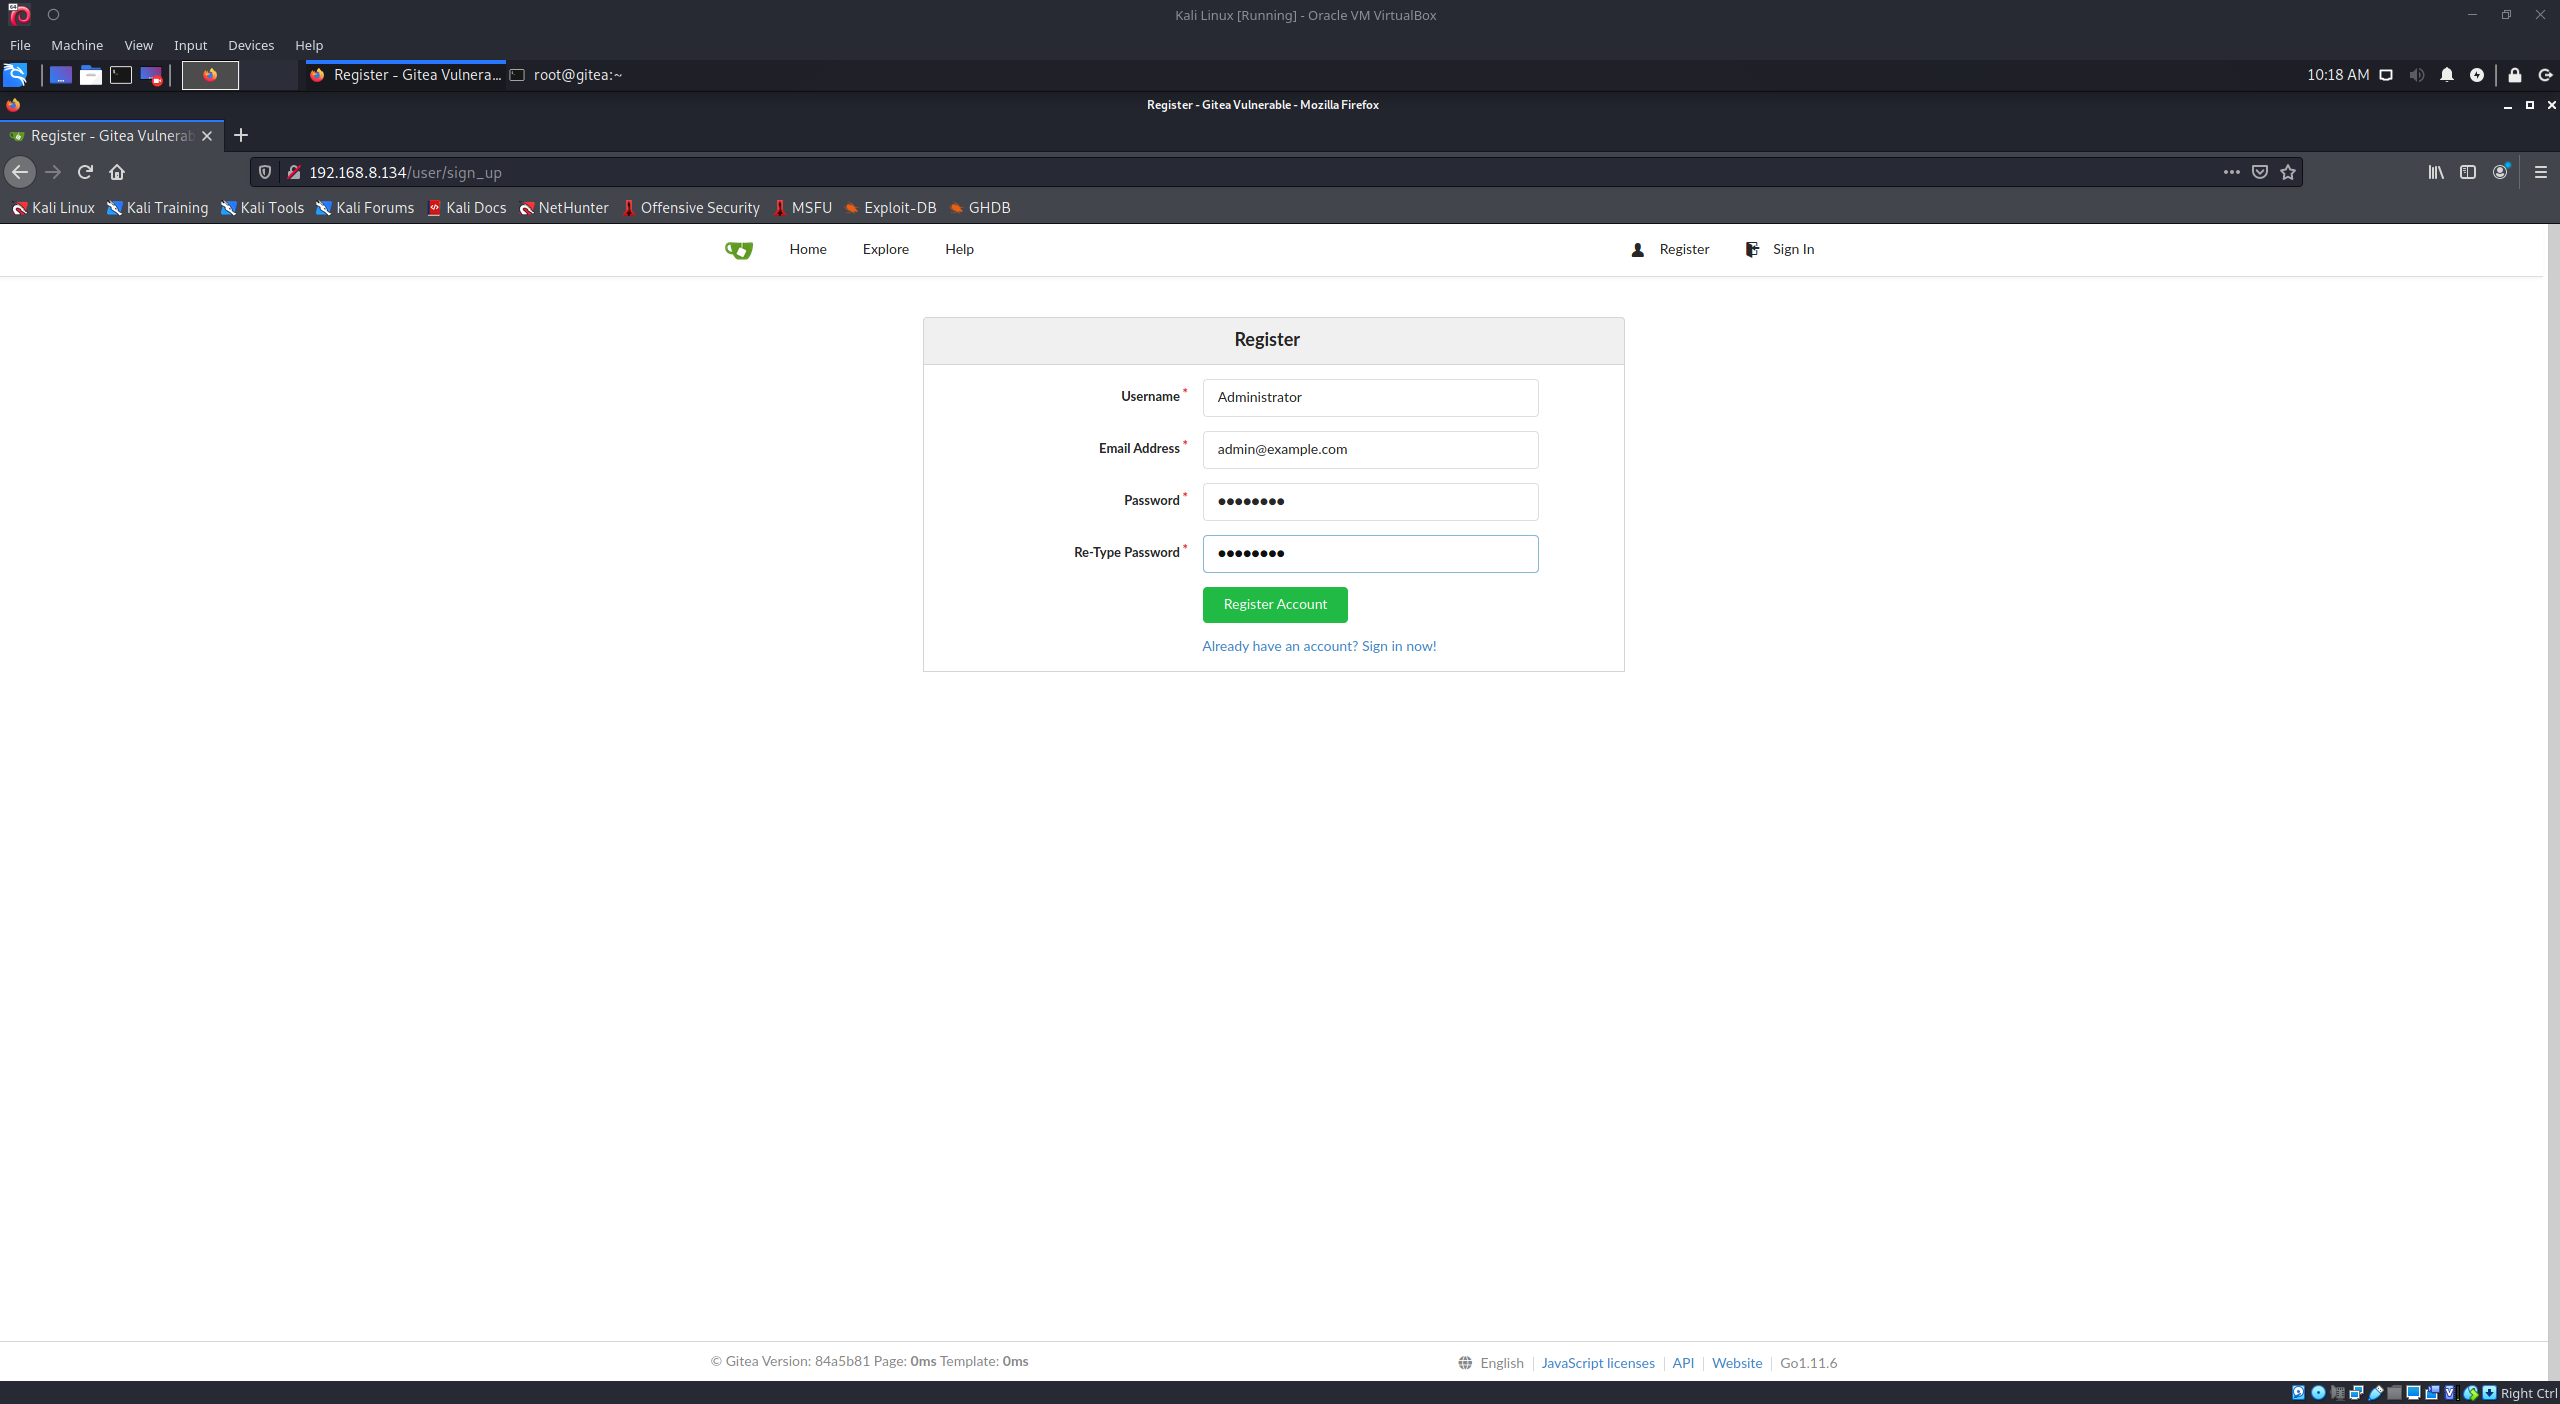 Kali Linux [Running] - Oracle VM VirtualBox
File Machine View Input Devices Help
Register - Gitea Vulnera... root@gitea:~ 10:18 AM
Register - Gitea Vulnerable - Mozilla Firefox
Register - Gitea Vulnerab
192.168.8.134/user/sign_up
Kali Linux Kali Training Kali Tools Kali Forums Kali Docs NetHunter Offensive Security MSFU Exploit-DB GHDB
Home Explore Help Register Sign In
Register
Username * Administrator
Email Address * admin@example.com
Password * ●●●●●●●●
Re-Type Password * ●●●●●●●●
Register Account
Already have an account? Sign in now!
© Gitea Version: 84a5b81 Page: 0ms Template: 0ms English JavaScript licenses API Website Go1.11.6
Right Ctrl